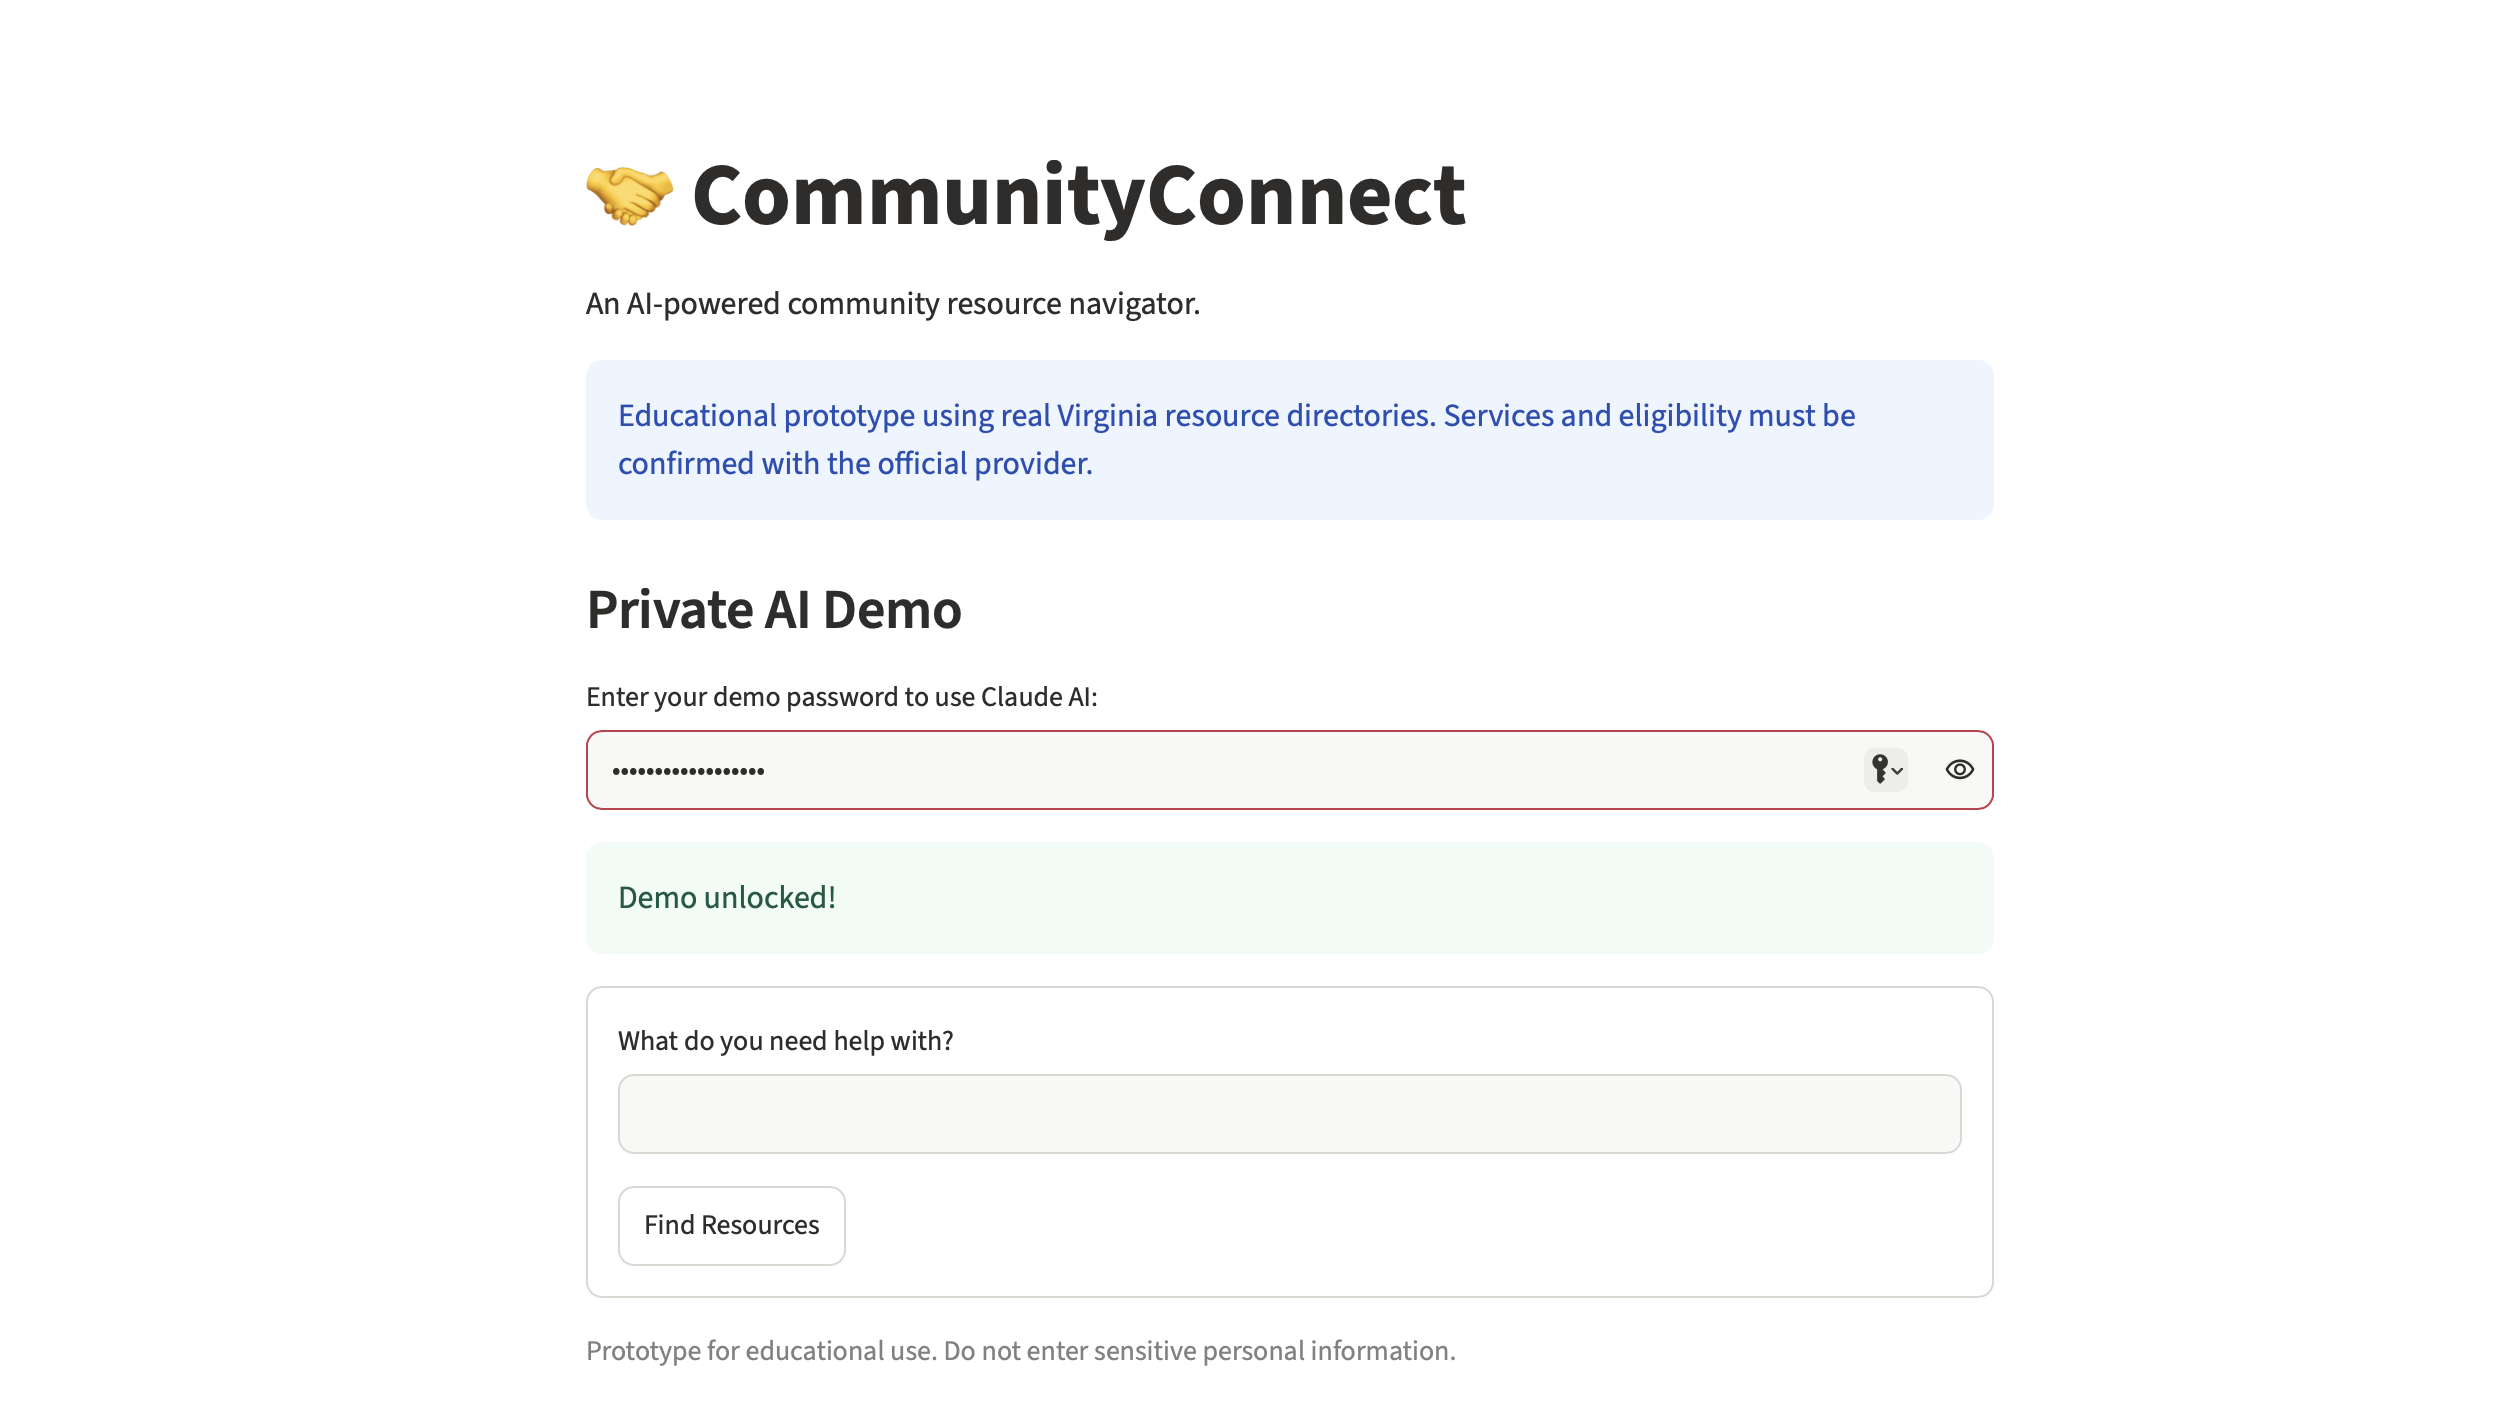 CommunityConnect
An AI-powered community resource navigator.
Educational prototype using real Virginia resource directories. Services and eligibility must be
confirmed with the official provider.
Private AI Demo
Enter your demo password to use Claude AI:
••••••••••••••••••
Demo unlocked!
What do you need help with?
Find Resources
Prototype for educational use. Do not enter sensitive personal information.